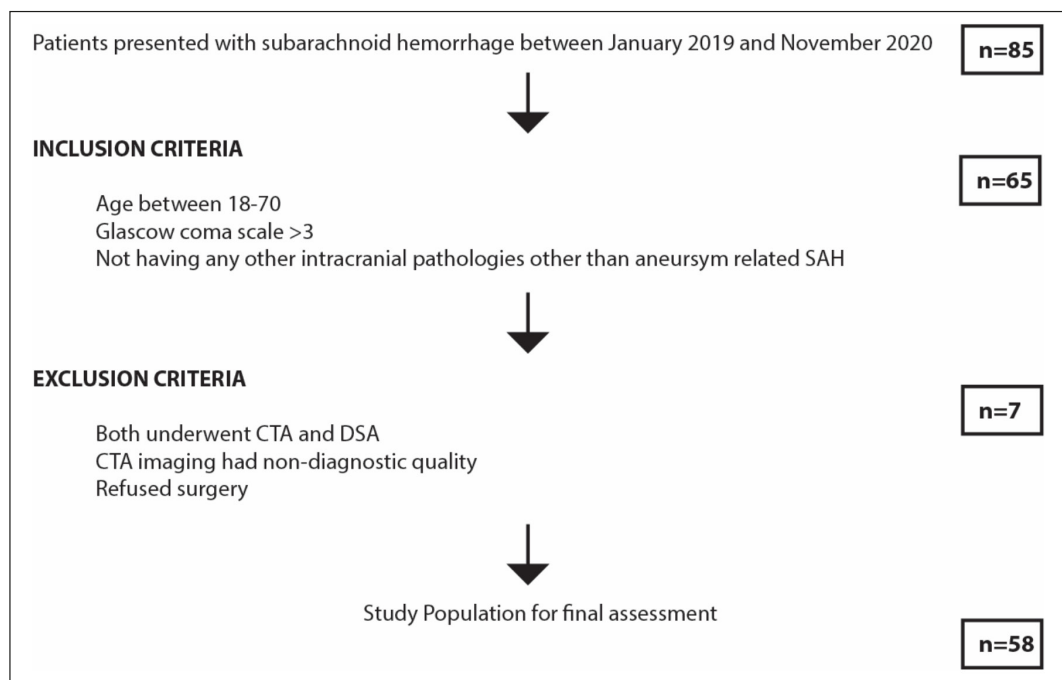 Patients presented with subarachnoid hemorrhage between January 2019 and November 2020
n=85
INCLUSION CRITERIA
n=65
Age between 18-70
Glascow coma scale >3
Not having any other intracranial pathologies other than aneursym related SAH
EXCLUSION CRITERIA
n=7
Both underwent CTA and DSA
CTA imaging had non-diagnostic quality
Refused surgery
Study Population for final assessment
n=58